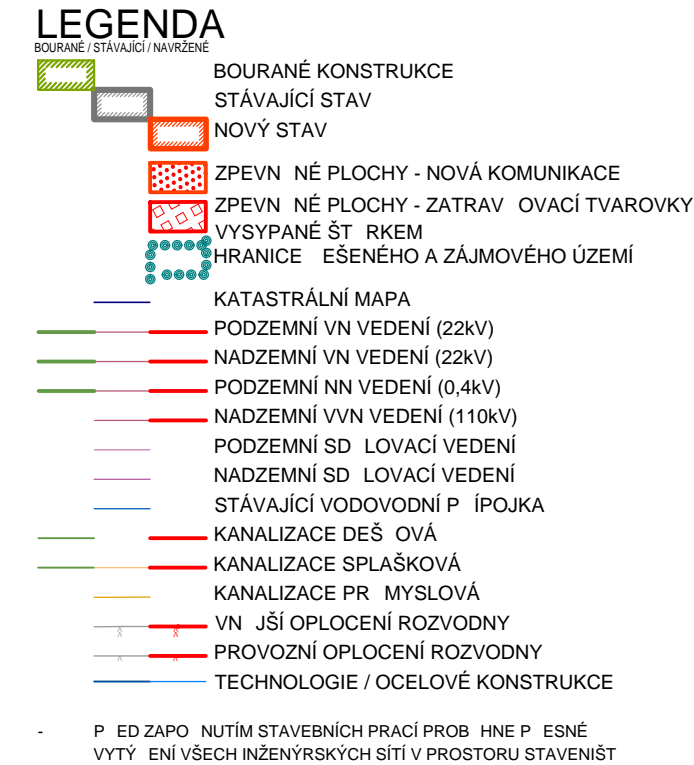 LEGENDA
BOURANÉ / STÁVAJÍCÍ / NAVRŽENÉ
BOURANÉ KONSTRUKCE
STÁVAJÍCÍ STAV
NOVÝ STAV
ZPEVN NÉ PLOCHY - NOVÁ KOMUNIKACE
ZPEVN NÉ PLOCHY - ZATRAV OVACÍ TVAROVKY
VYSYPANÉ ŠT RKEM
HRANICE EŠENÉHO A ZÁJMOVÉHO ÚZEMÍ
KATASTRÁLNÍ MAPA
PODZEMNÍ VN VEDENÍ (22kV)
NADZEMNÍ VN VEDENÍ (22kV)
PODZEMNÍ NN VEDENÍ (0,4kV)
NADZEMNÍ VVN VEDENÍ (110kV)
PODZEMNÍ SD LOVACÍ VEDENÍ
NADZEMNÍ SD LOVACÍ VEDENÍ
STÁVAJÍCÍ VODOVODNÍ P ÍPOJKA
KANALIZACE DEŠ OVÁ
KANALIZACE SPLAŠKOVÁ
KANALIZACE PR MYSLOVÁ
VN JŠÍ OPLOCENÍ ROZVODNY
PROVOZNÍ OPLOCENÍ ROZVODNY
TECHNOLOGIE / OCELOVÉ KONSTRUKCE
- P ED ZAPO NUTÍM STAVEBNÍCH PRACÍ PROB HNE P ESNÉ
VYTÝ ENÍ VŠECH INŽENÝRSKÝCH SÍTÍ V PROSTORU STAVENIŠT